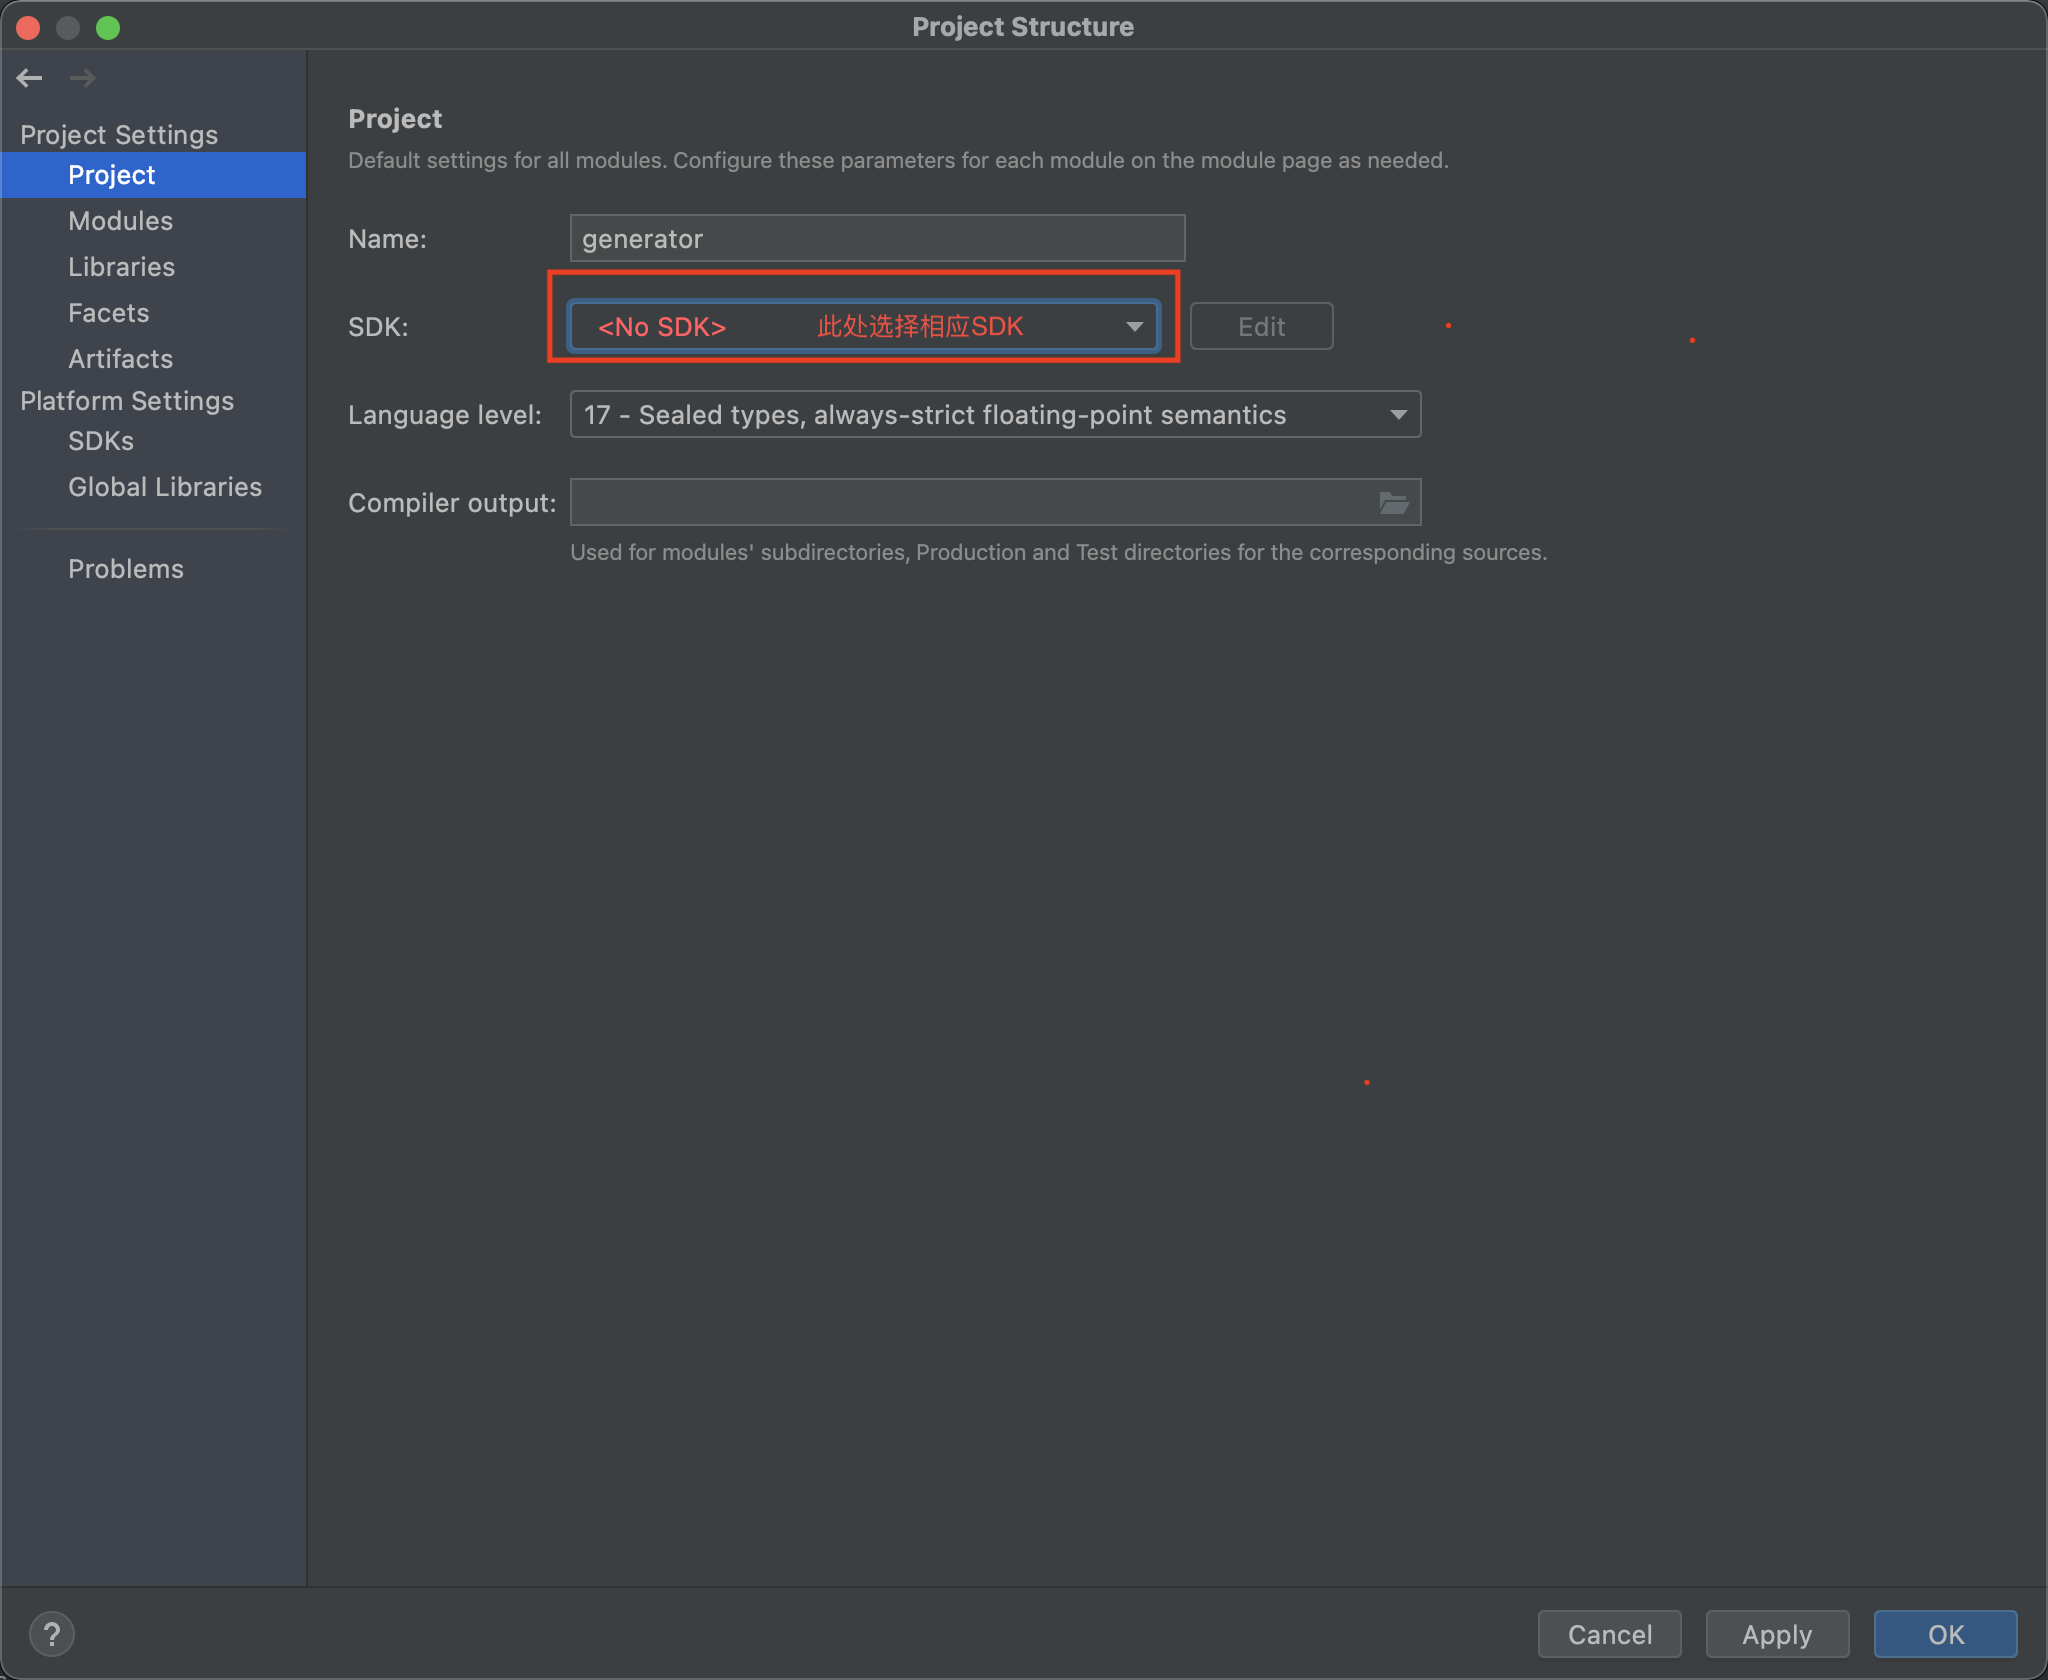 Project Structure
Project Settings
Project
Modules
Libraries
Facets
Artifacts
Platform Settings
SDKs
Global Libraries
Problems
Project
Default settings for all modules. Configure these parameters for each module on the module page as needed.
Name: generator
SDK: <No SDK> 此处选择相应SDK Edit
Language level: 17 - Sealed types, always-strict floating-point semantics
Compiler output:
Used for modules' subdirectories, Production and Test directories for the corresponding sources.
? Cancel Apply OK